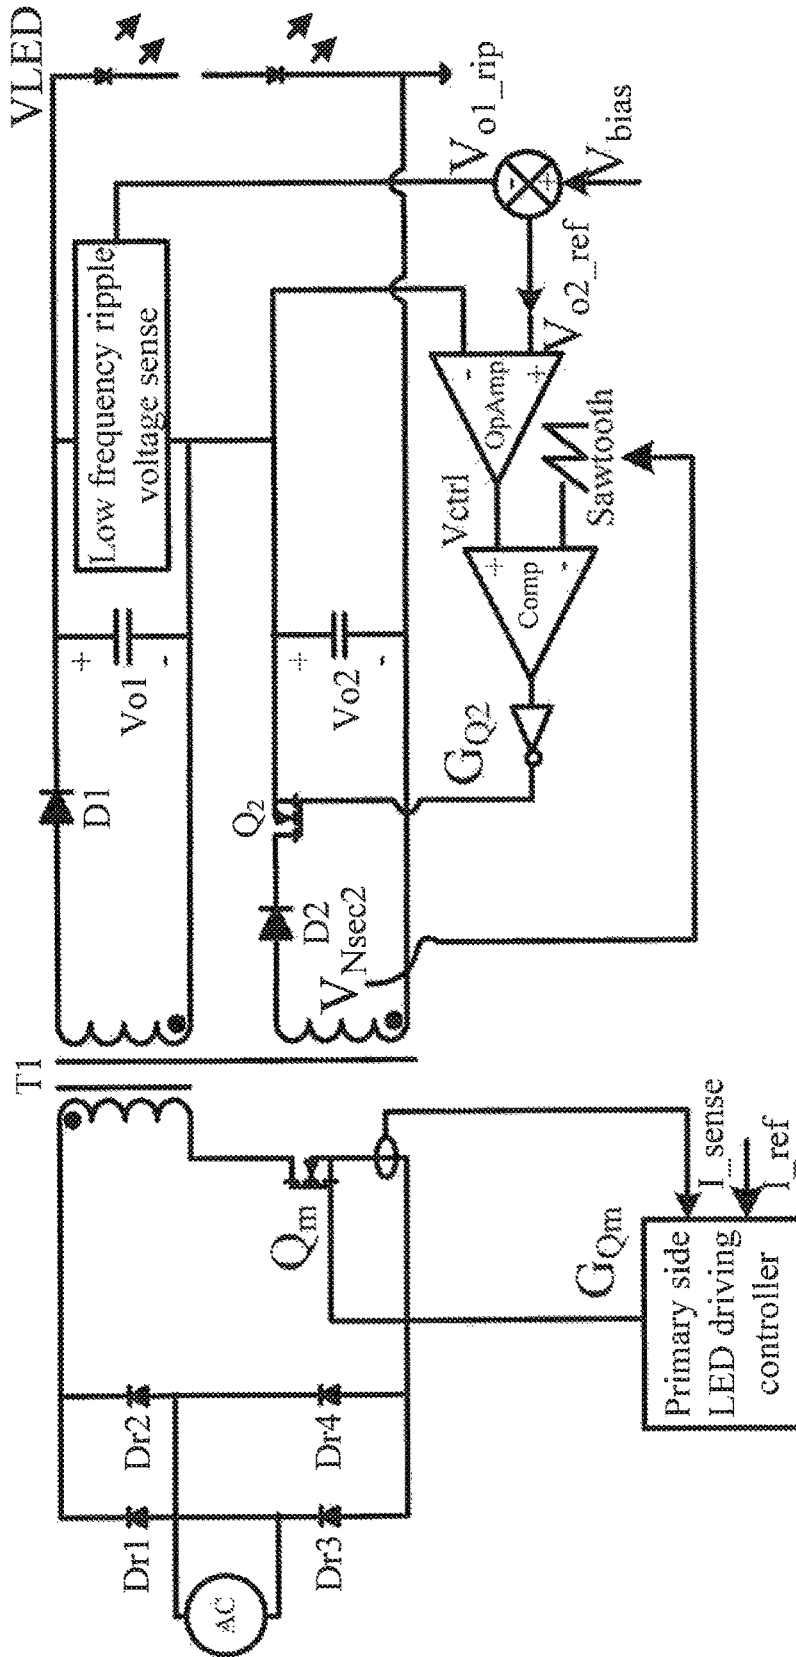 AC
Dr1
Dr2
Dr3
Dr4
T1
Qm
GQm
Primary side
LED driving
controller
I_sense
I_ref
D1
Vo1
+
-
D2
VNsec2
Q2
Vo2
+
-
GQ2
Low frequency ripple
voltage sense
VLED
Comp
+
-
Vctrl
Sawtooth
OpAmp
-
+
Vo2_ref
Vo1_rip
-
+
Vbias